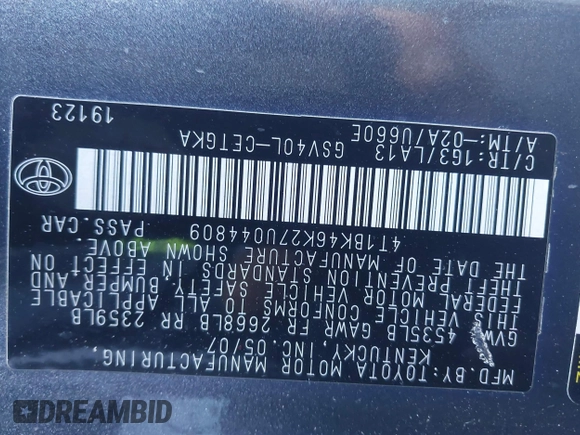 MFD.BY:TOYOTA MOTOR MANUFACTURING,
KENTUCKY, INC. 05/07
GVWR 4535LB GAWR FR 2668LB RR 2359LB
THIS VEHICLE CONFORMS TO ALL APPLICABLE
FEDERAL MOTOR VEHICLE SAFETY, BUMPER AND
THEFT PREVENTION STANDARDS IN EFFECT ON
THE DATE OF MANUFACTURE SHOWN ABOVE.
4T1BK46K27U044809 PASS.CAR
C/TR:1G3/LA13 GSV40L-CETGKA
A/TM:-02A/U660E 19123
DREAMBID